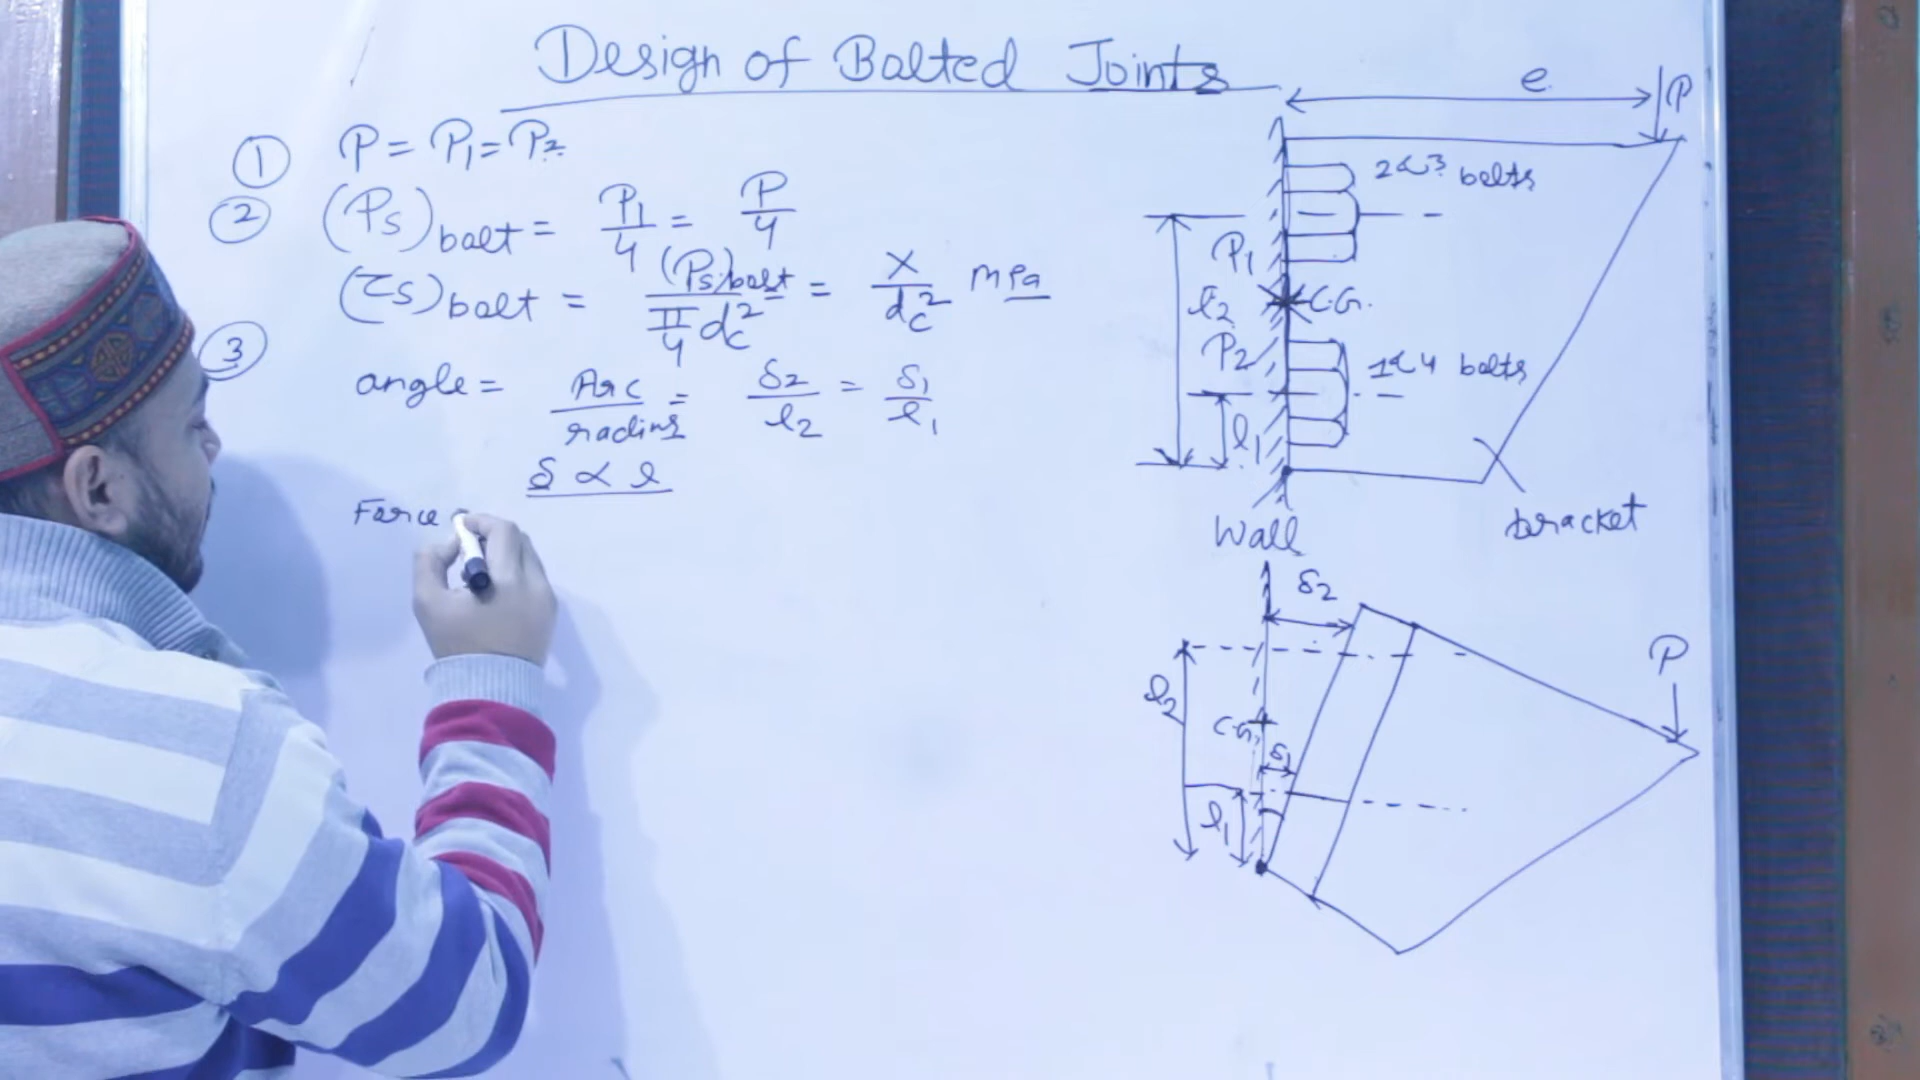 Design of Bolted Joints
① P = P₁ = P₂
② (Ps)bolt = P₁/4 = P/4
(τs)bolt = (Ps)bolt / (π/4 dc²) = X/dc² MPa
③ angle = Arc/radius = δ₂/l₂ = δ₁/l₁
δ ∝ l
Force
e
P
2&3 bolts
P₁
l₂
C.G.
P₂
1&4 bolts
l₁
Wall
bracket
δ₂
P
l₂
C.G.
δ₁
l₁